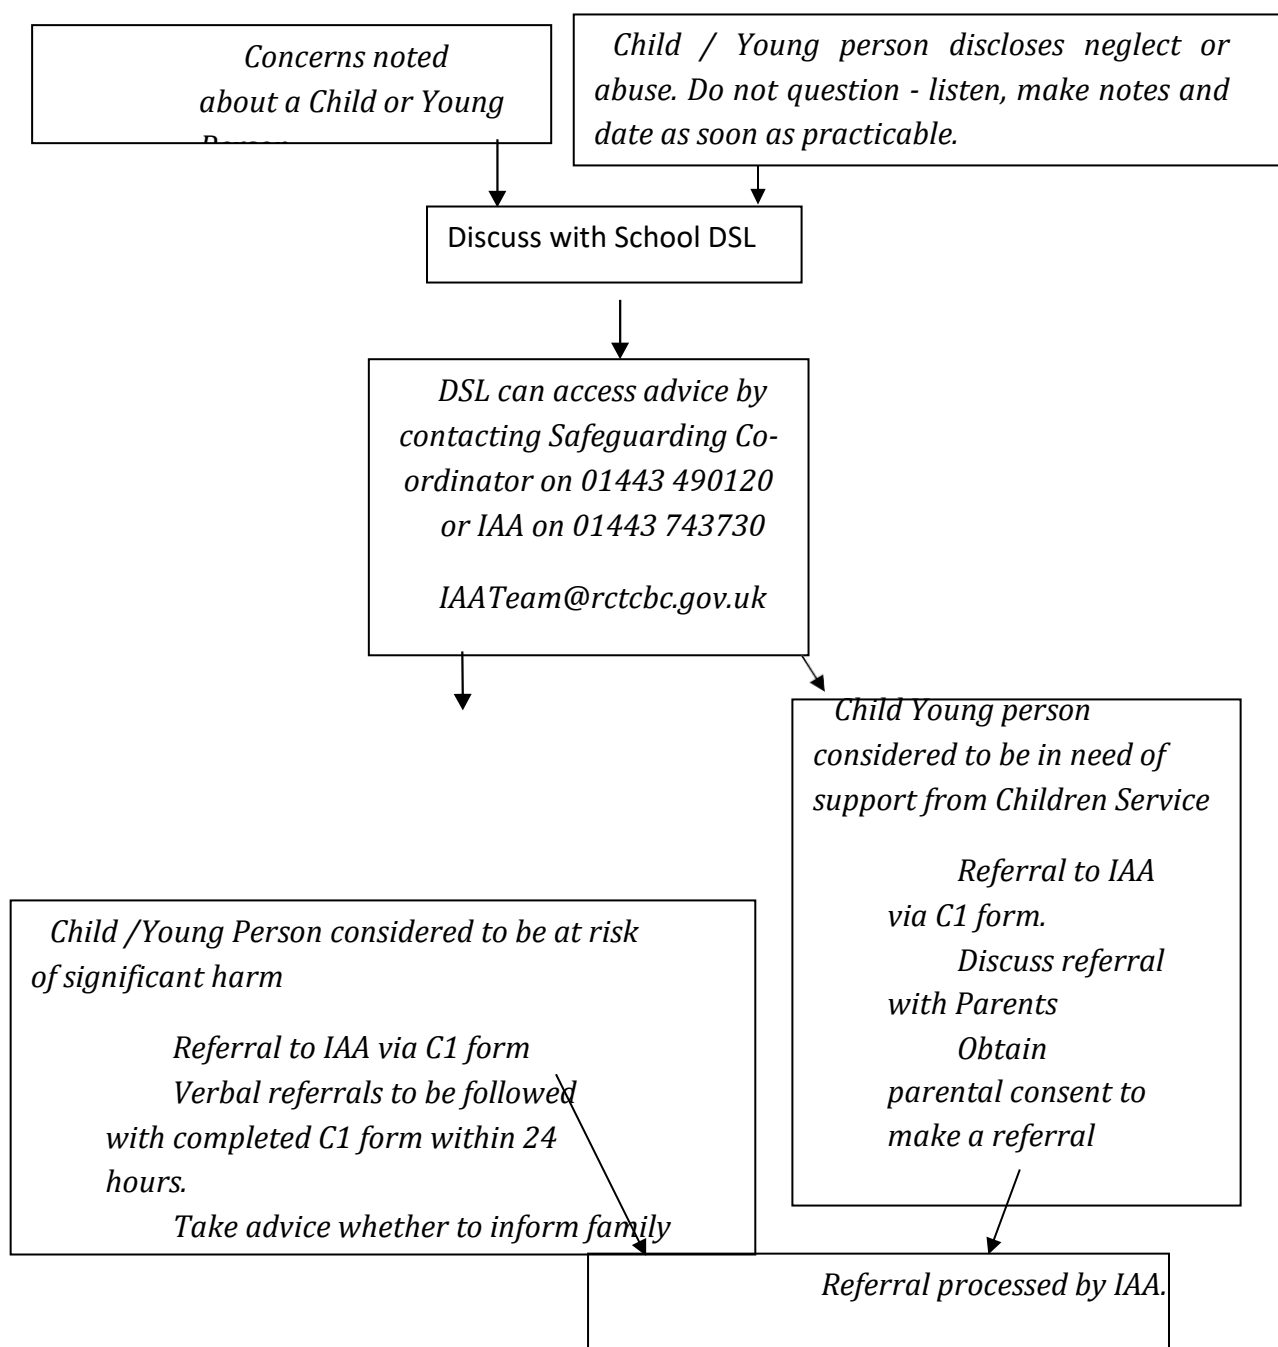 Concerns noted
about a Child or Young
Child / Young person discloses neglect or
abuse. Do not question - listen, make notes and
date as soon as practicable.
Discuss with School DSL
DSL can access advice by
contacting Safeguarding Co-
ordinator on 01443 490120
or IAA on 01443 743730
IAATeam@rctcbc.gov.uk
Child Young person
considered to be in need of
support from Children Service
Referral to IAA
via C1 form.
Discuss referral
with Parents
Obtain
parental consent to
make a referral
Child /Young Person considered to be at risk
of significant harm
Referral to IAA via C1 form
Verbal referrals to be followed
with completed C1 form within 24
hours.
Take advice whether to inform family
Referral processed by IAA.